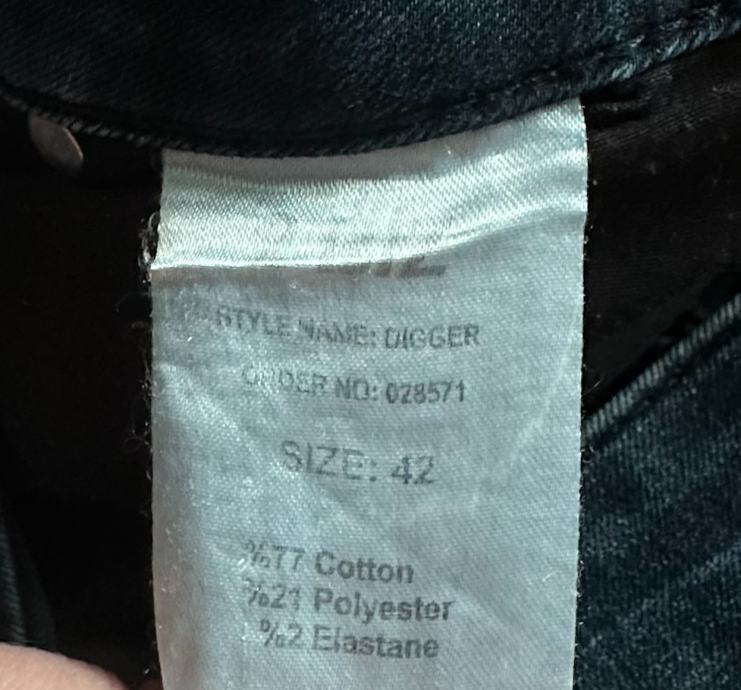 STYLE NAME: DIGGER
ORDER NO: 028571
SIZE: 42
%77 Cotton
%21 Polyester
%2 Elastane